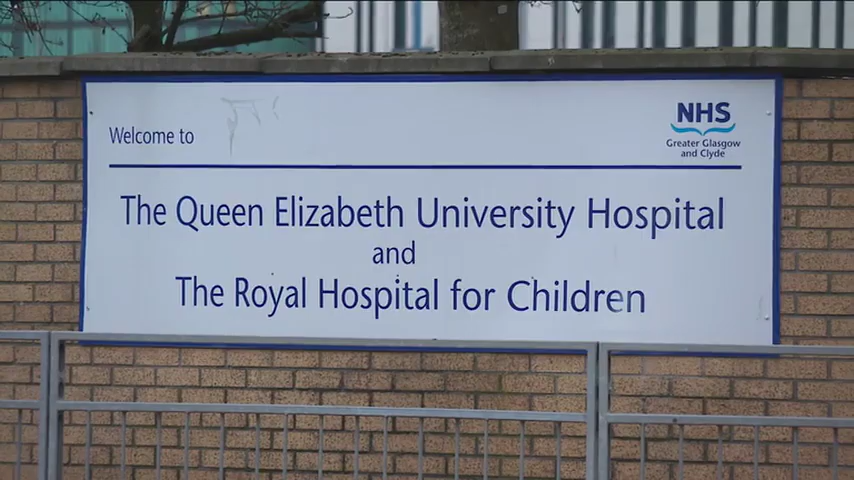 Welcome to
NHS
Greater Glasgow
and Clyde
The Queen Elizabeth University Hospital
and
The Royal Hospital for Children